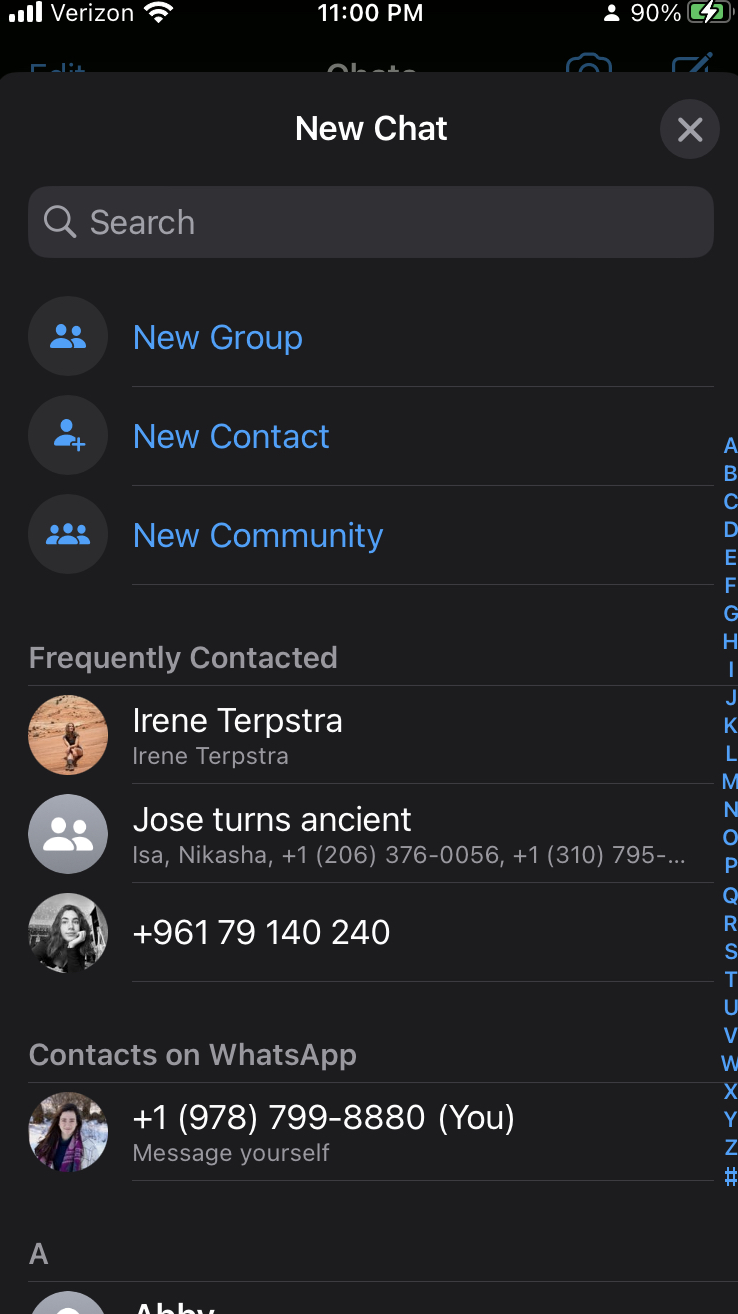 Verizon 11:00 PM 90%
Edit Chats
New Chat
Search
New Group
New Contact
New Community
Frequently Contacted
Irene Terpstra
Irene Terpstra
Jose turns ancient
Isa, Nikasha, +1 (206) 376-0056, +1 (310) 795-...
+961 79 140 240
Contacts on WhatsApp
+1 (978) 799-8880 (You)
Message yourself
A
Abby
A
B
C
D
E
F
G
H
I
J
K
L
M
N
O
P
Q
R
S
T
U
V
W
X
Y
Z
#